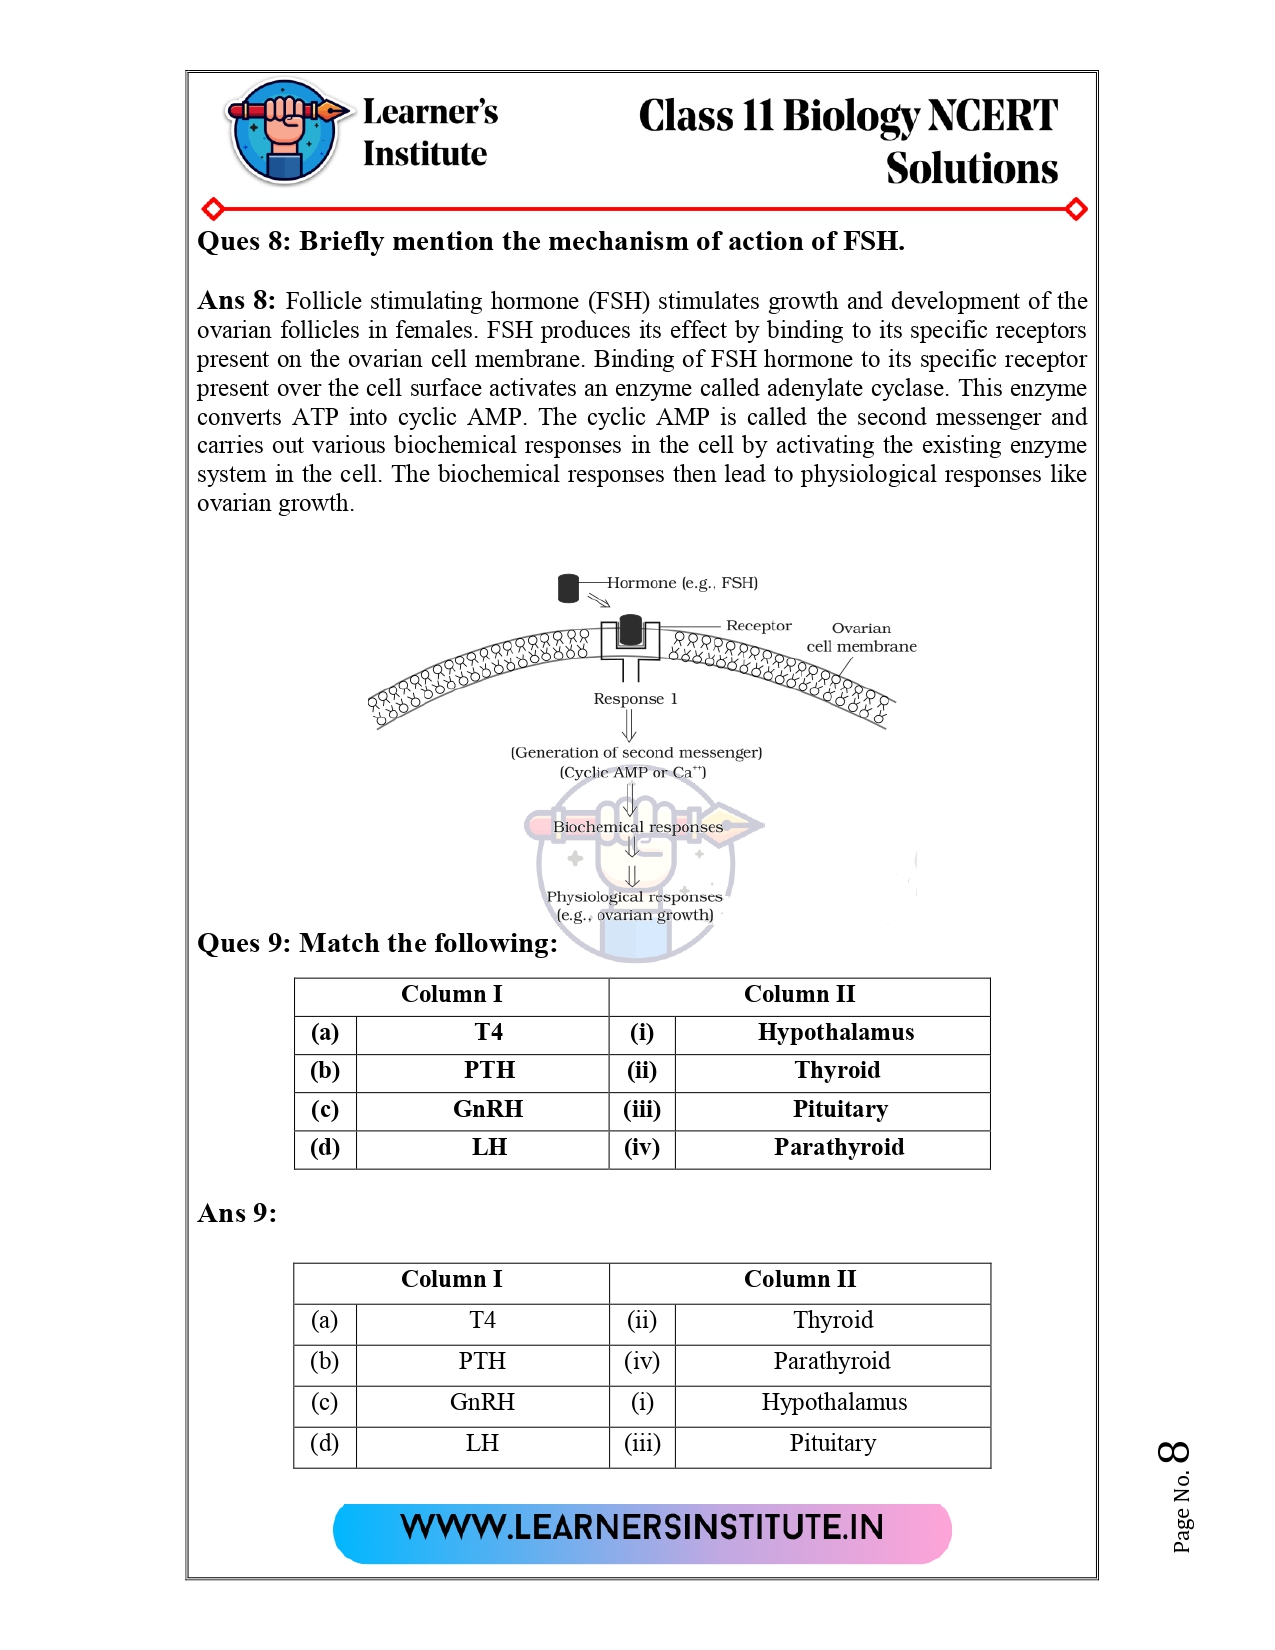 Learner's
Institute
Class 11 Biology NCERT
Solutions
Ques 8: Briefly mention the mechanism of action of FSH.
Ans 8: Follicle stimulating hormone (FSH) stimulates growth and development of the
ovarian follicles in females. FSH produces its effect by binding to its specific receptors
present on the ovarian cell membrane. Binding of FSH hormone to its specific receptor
present over the cell surface activates an enzyme called adenylate cyclase. This enzyme
converts ATP into cyclic AMP. The cyclic AMP is called the second messenger and
carries out various biochemical responses in the cell by activating the existing enzyme
system in the cell. The biochemical responses then lead to physiological responses like
ovarian growth.
Hormone (e.g., FSH)
Receptor
Ovarian
cell membrane
Response 1
(Generation of second messenger)
(Cyclic AMP or Ca⁺⁺)
Biochemical responses
Physiological responses
(e.g., ovarian growth)
Ques 9: Match the following:
Column I Column II
(a) T4 (i) Hypothalamus
(b) PTH (ii) Thyroid
(c) GnRH (iii) Pituitary
(d) LH (iv) Parathyroid
Ans 9:
Column I Column II
(a) T4 (ii) Thyroid
(b) PTH (iv) Parathyroid
(c) GnRH (i) Hypothalamus
(d) LH (iii) Pituitary
WWW.LEARNERSINSTITUTE.IN
Page No. 8